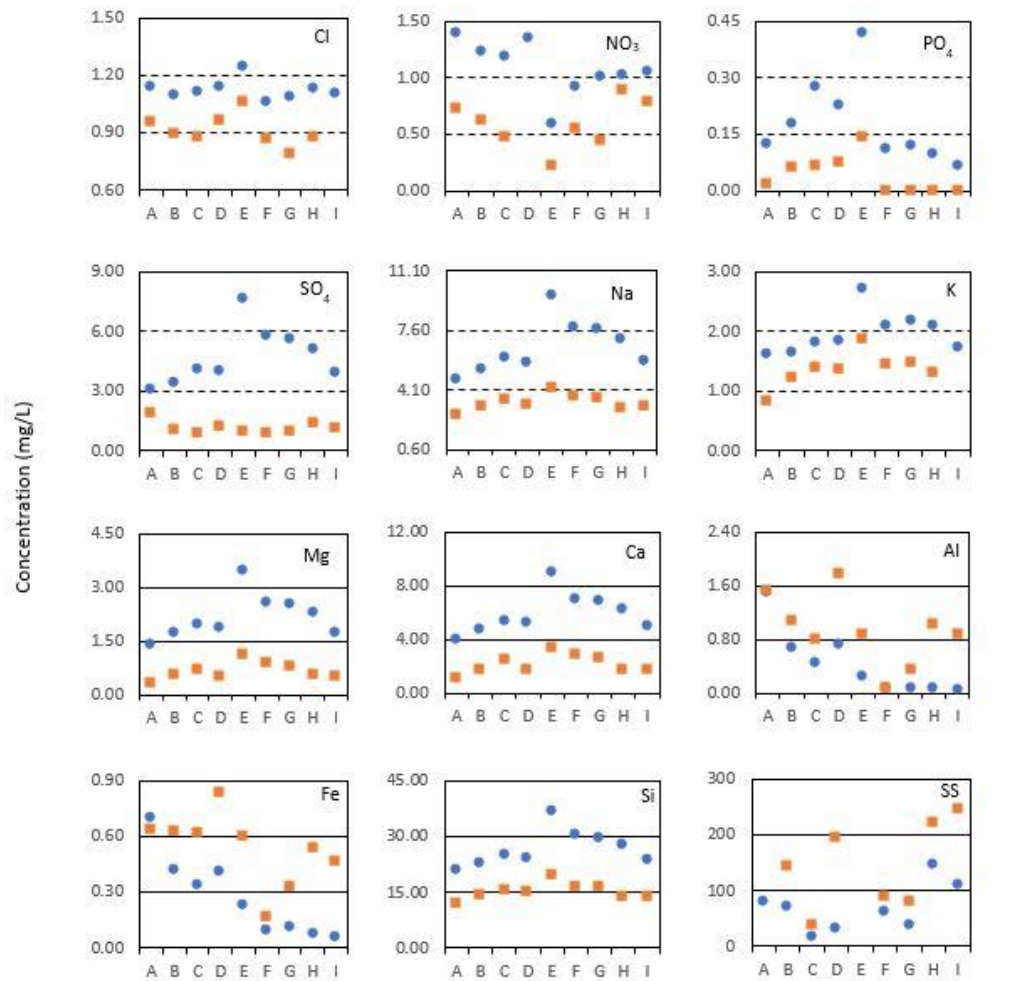 Concentration (mg/L)
Cl
1.50
1.20
0.90
0.60
A B C D E F G H I
NO₃
1.50
1.00
0.50
0.00
A B C D E F G H I
PO₄
0.45
0.30
0.15
0.00
A B C D E F G H I
SO₄
9.00
6.00
3.00
0.00
A B C D E F G H I
Na
11.10
7.60
4.10
0.60
A B C D E F G H I
K
3.00
2.00
1.00
0.00
A B C D E F G H I
Mg
4.50
3.00
1.50
0.00
A B C D E F G H I
Ca
12.00
8.00
4.00
0.00
A B C D E F G H I
Al
2.40
1.60
0.80
0.00
A B C D E F G H I
Fe
0.90
0.60
0.30
0.00
A B C D E F G H I
Si
45.00
30.00
15.00
0.00
A B C D E F G H I
SS
300
200
100
0
A B C D E F G H I